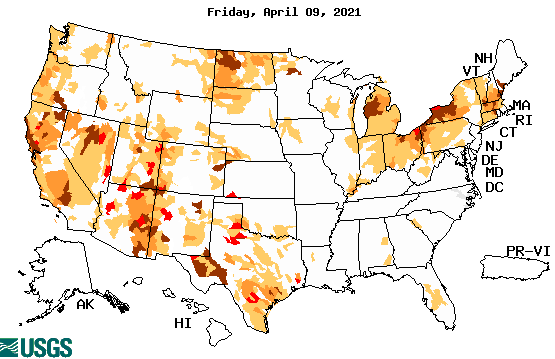 Friday, April 09, 2021
NH
VT
MA
RI
CT
NJ
DE
MD
DC
PR-VI
AK
HI
USGS